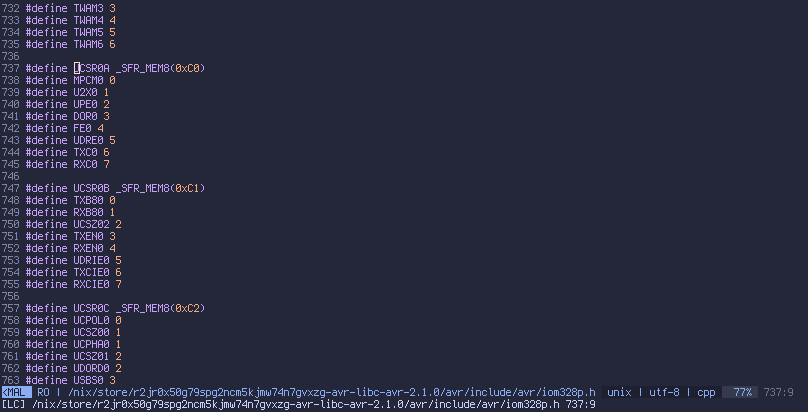 732 #define TWAM3 3
733 #define TWAM4 4
734 #define TWAM5 5
735 #define TWAM6 6
736
737 #define UCSR0A _SFR_MEM8(0xC0)
738 #define MPCM0 0
739 #define U2X0 1
740 #define UPE0 2
741 #define DOR0 3
742 #define FE0 4
743 #define UDRE0 5
744 #define TXC0 6
745 #define RXC0 7
746
747 #define UCSR0B _SFR_MEM8(0xC1)
748 #define TXB80 0
749 #define RXB80 1
750 #define UCSZ02 2
751 #define TXEN0 3
752 #define RXEN0 4
753 #define UDRIE0 5
754 #define TXCIE0 6
755 #define RXCIE0 7
756
757 #define UCSR0C _SFR_MEM8(0xC2)
758 #define UCPOL0 0
759 #define UCSZ00 1
760 #define UCPHA0 1
761 #define UCSZ01 2
762 #define UDORD0 2
763 #define USBS0 3
<MAL RO | /nix/store/r2jr0x50g79spg2ncm5kjmw74n7gvxzg-avr-libc-avr-2.1.0/avr/include/avr/iom328p.h unix | utf-8 | cpp 77% 737:9
[LC] /nix/store/r2jr0x50g79spg2ncm5kjmw74n7gvxzg-avr-libc-avr-2.1.0/avr/include/avr/iom328p.h 737:9